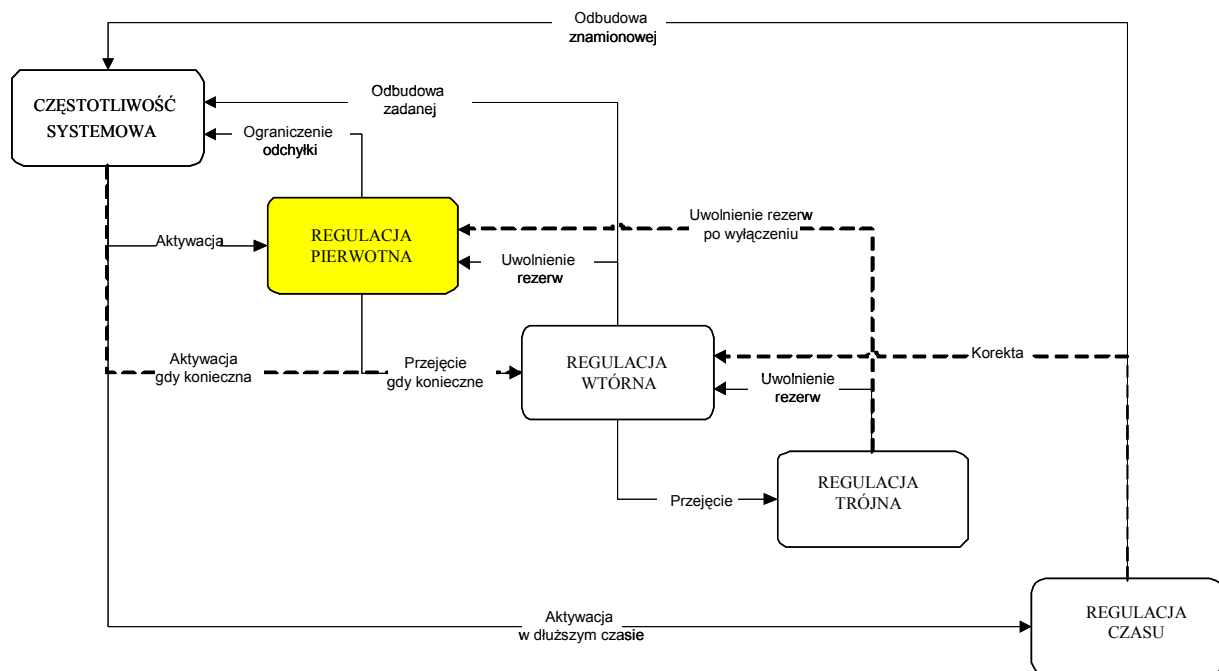 Odbudowa
znamionowej
CZĘSTOTLIWOŚĆ
SYSTEMOWA
Odbudowa
zadanej
Ograniczenie
odchyłki
REGULACJA
PIERWOTNA
Aktywacja
Uwolnienie rezerw
po wyłączeniu
Uwolnienie
rezerw
Aktywacja
gdy konieczna
Przejęcie
gdy konieczne
REGULACJA
WTÓRNA
Korekta
Uwolnienie
rezerw
Przejęcie
REGULACJA
TRÓJNA
Aktywacja
w dłuższym czasie
REGULACJA
CZASU